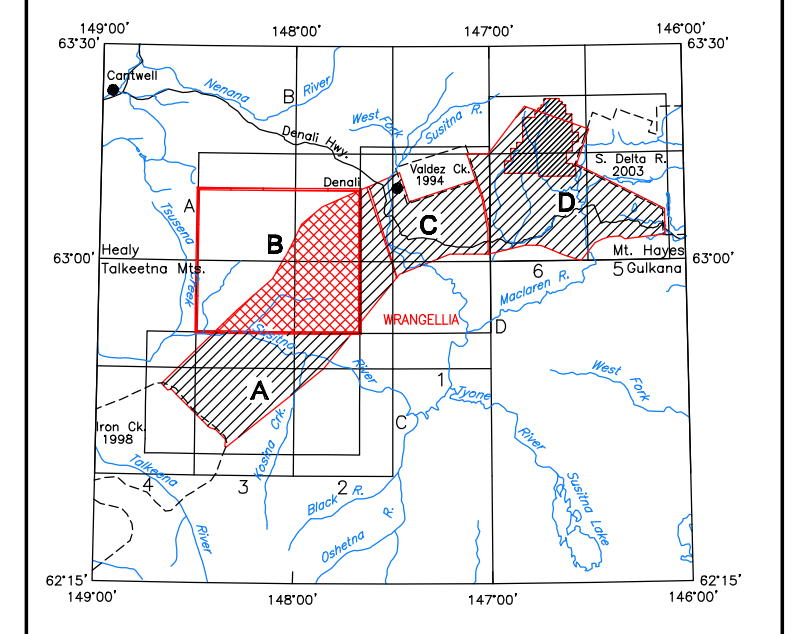 149°00'
148°00'
147°00'
146°00'
63°30'
63°30'
Cantwell
Nenana River
B
West Fork
Susitna R.
Denali Hwy.
Valdez Ck.
1994
S. Delta R.
2003
Denali
A
D
C
B
D
Tsusena Creek
Healy
Talkeetna Mts.
Mt. Hayes
Gulkana
63°00'
63°00'
6
5
Maclaren R.
WRANGELLIA
D
Susitna
River
West Fork
1
A
Tyone
River
C
Iron Ck.
1998
Kosina Crk.
Talkeetna
River
4
3
2
Black R.
Oshetna R.
Susitna Lake
62°15'
62°15'
149°00'
148°00'
147°00'
146°00'